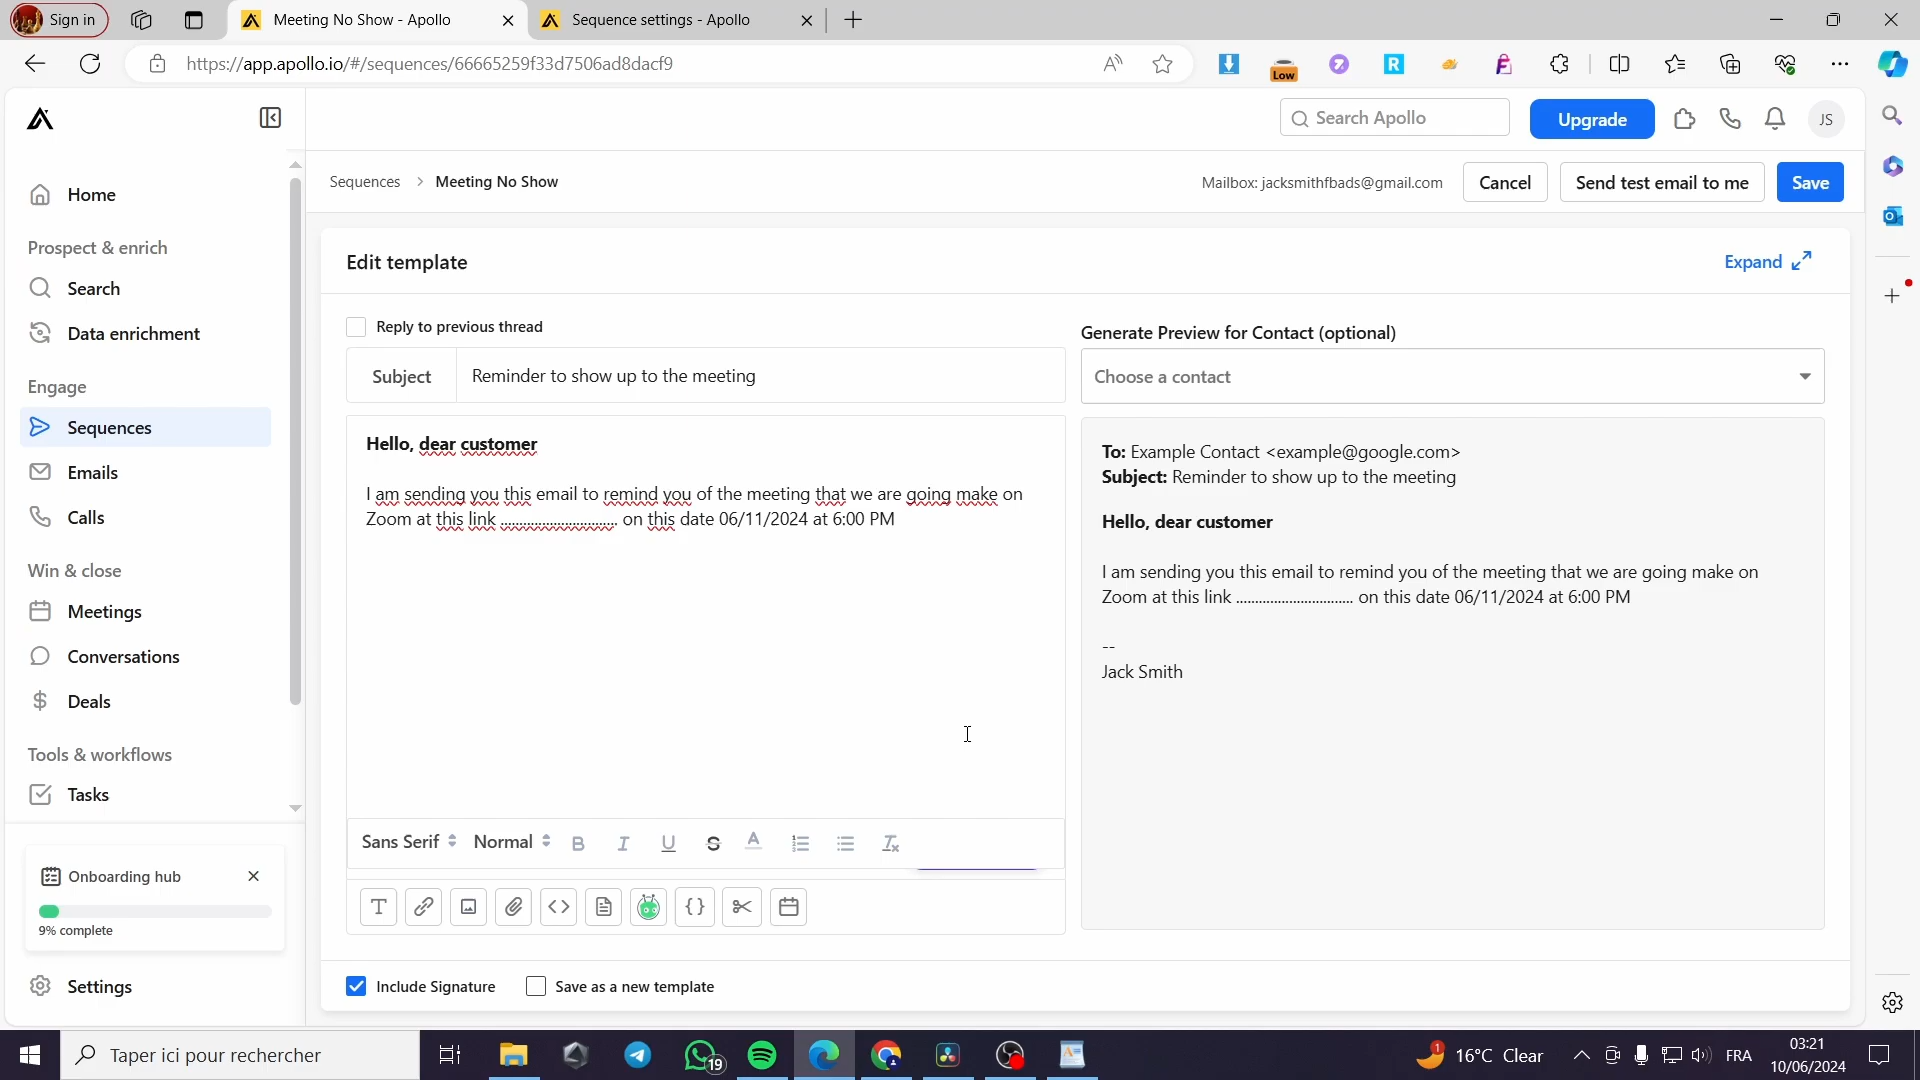 Sign in
Meeting No Show - Apollo
Sequence settings - Apollo
https://app.apollo.io/#/sequences/66665259f33d7506ad8dacf9
Low
Search Apollo
Upgrade
JS
Home
Prospect & enrich
Search
Data enrichment
Engage
Sequences
Emails
Calls
Win & close
Meetings
Conversations
Deals
Tools & workflows
Tasks
Onboarding hub
9% complete
Settings
Sequences > Meeting No Show
Mailbox: jacksmithfbads@gmail.com
Cancel
Send test email to me
Save
Edit template
Expand
Reply to previous thread
Subject
Reminder to show up to the meeting
Hello, dear customer
I am sending you this email to remind you of the meeting that we are going make on
Zoom at this link .............................. on this date 06/11/2024 at 6:00 PM
Sans Serif
Normal
Include Signature
Save as a new template
Generate Preview for Contact (optional)
Choose a contact
To: Example Contact <example@google.com>
Subject: Reminder to show up to the meeting
Hello, dear customer
I am sending you this email to remind you of the meeting that we are going make on
Zoom at this link .............................. on this date 06/11/2024 at 6:00 PM
--
Jack Smith
Taper ici pour rechercher
19
1
16°C Clear
FRA
03:21
10/06/2024